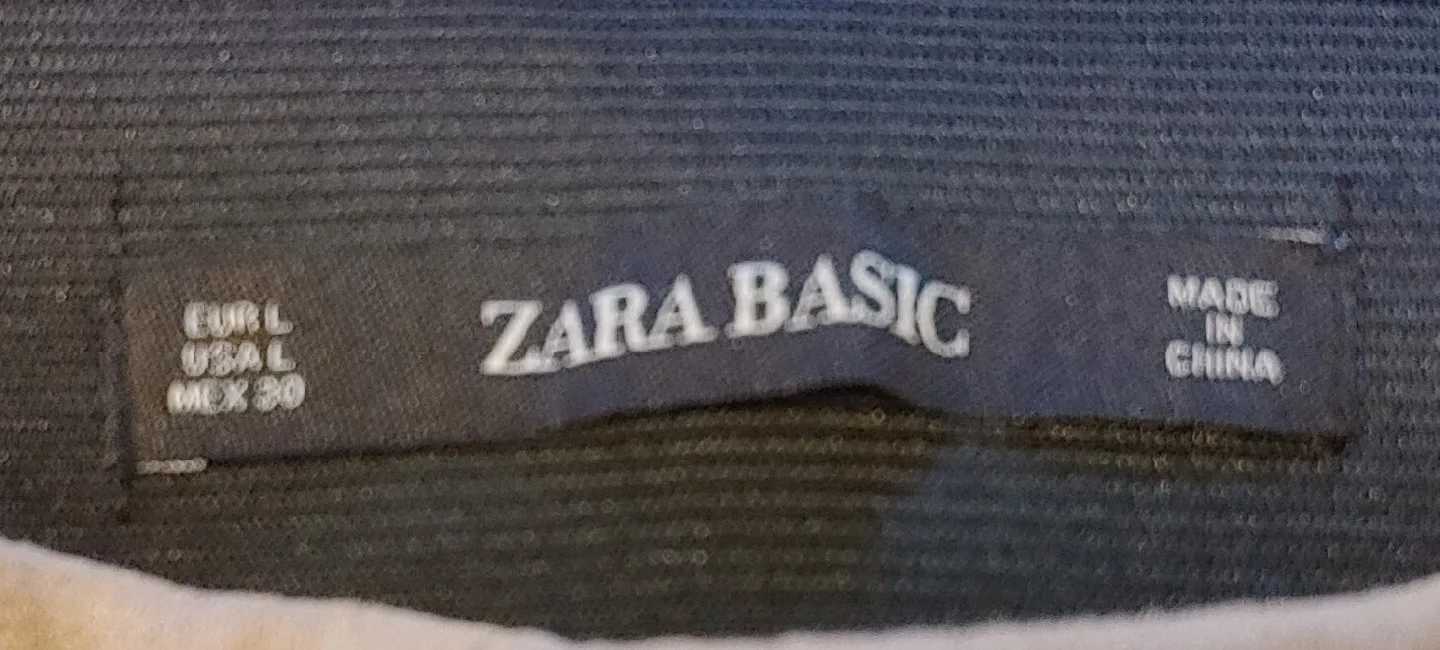 EUR L
USA L
MEX 30
ZARA BASIC
MADE
IN
CHINA